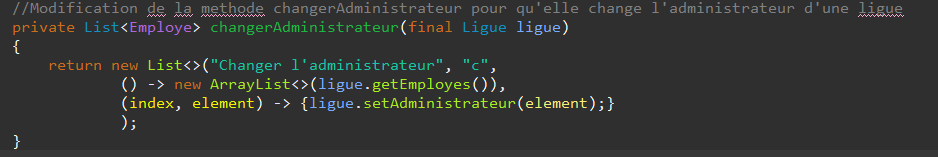 //Modification de la methode changerAdministrateur pour qu'elle change l'administrateur d'une ligue
private List<Employe> changerAdministrateur(final Ligue ligue)
{
    return new List<>("Changer l'administrateur", "c",
            () -> new ArrayList<>(ligue.getEmployes()),
            (index, element) -> {ligue.setAdministrateur(element);}
            );
}